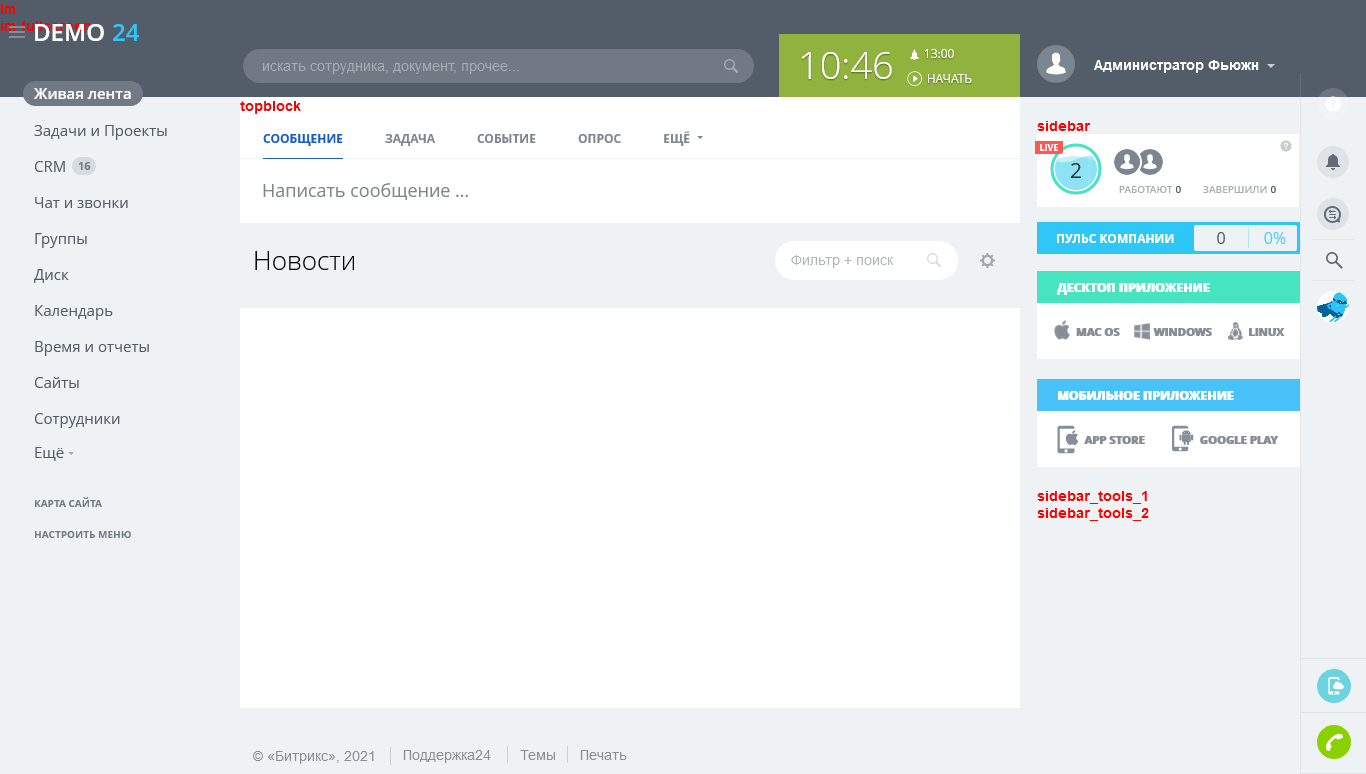 im
DEMO 24
искать сотрудника, документ, прочее...
10:46
13:00
НАЧАТЬ
Администратор Фьюжн
Живая лента
Задачи и Проекты
CRM 16
Чат и звонки
Группы
Диск
Календарь
Время и отчеты
Сайты
Сотрудники
Ещё
КАРТА САЙТА
НАСТРОИТЬ МЕНЮ
topblock
СООБЩЕНИЕ ЗАДАЧА СОБЫТИЕ ОПРОС ЕЩЁ
Написать сообщение ...
Новости
Фильтр + поиск
sidebar
LIVE
2
РАБОТАЮТ 0 ЗАВЕРШИЛИ 0
ПУЛЬС КОМПАНИИ 0 0%
ДЕСКТОП ПРИЛОЖЕНИЕ
MAC OS WINDOWS LINUX
МОБИЛЬНОЕ ПРИЛОЖЕНИЕ
APP STORE GOOGLE PLAY
sidebar_tools_1
sidebar_tools_2
© «Битрикс», 2021 Поддержка24 Темы Печать